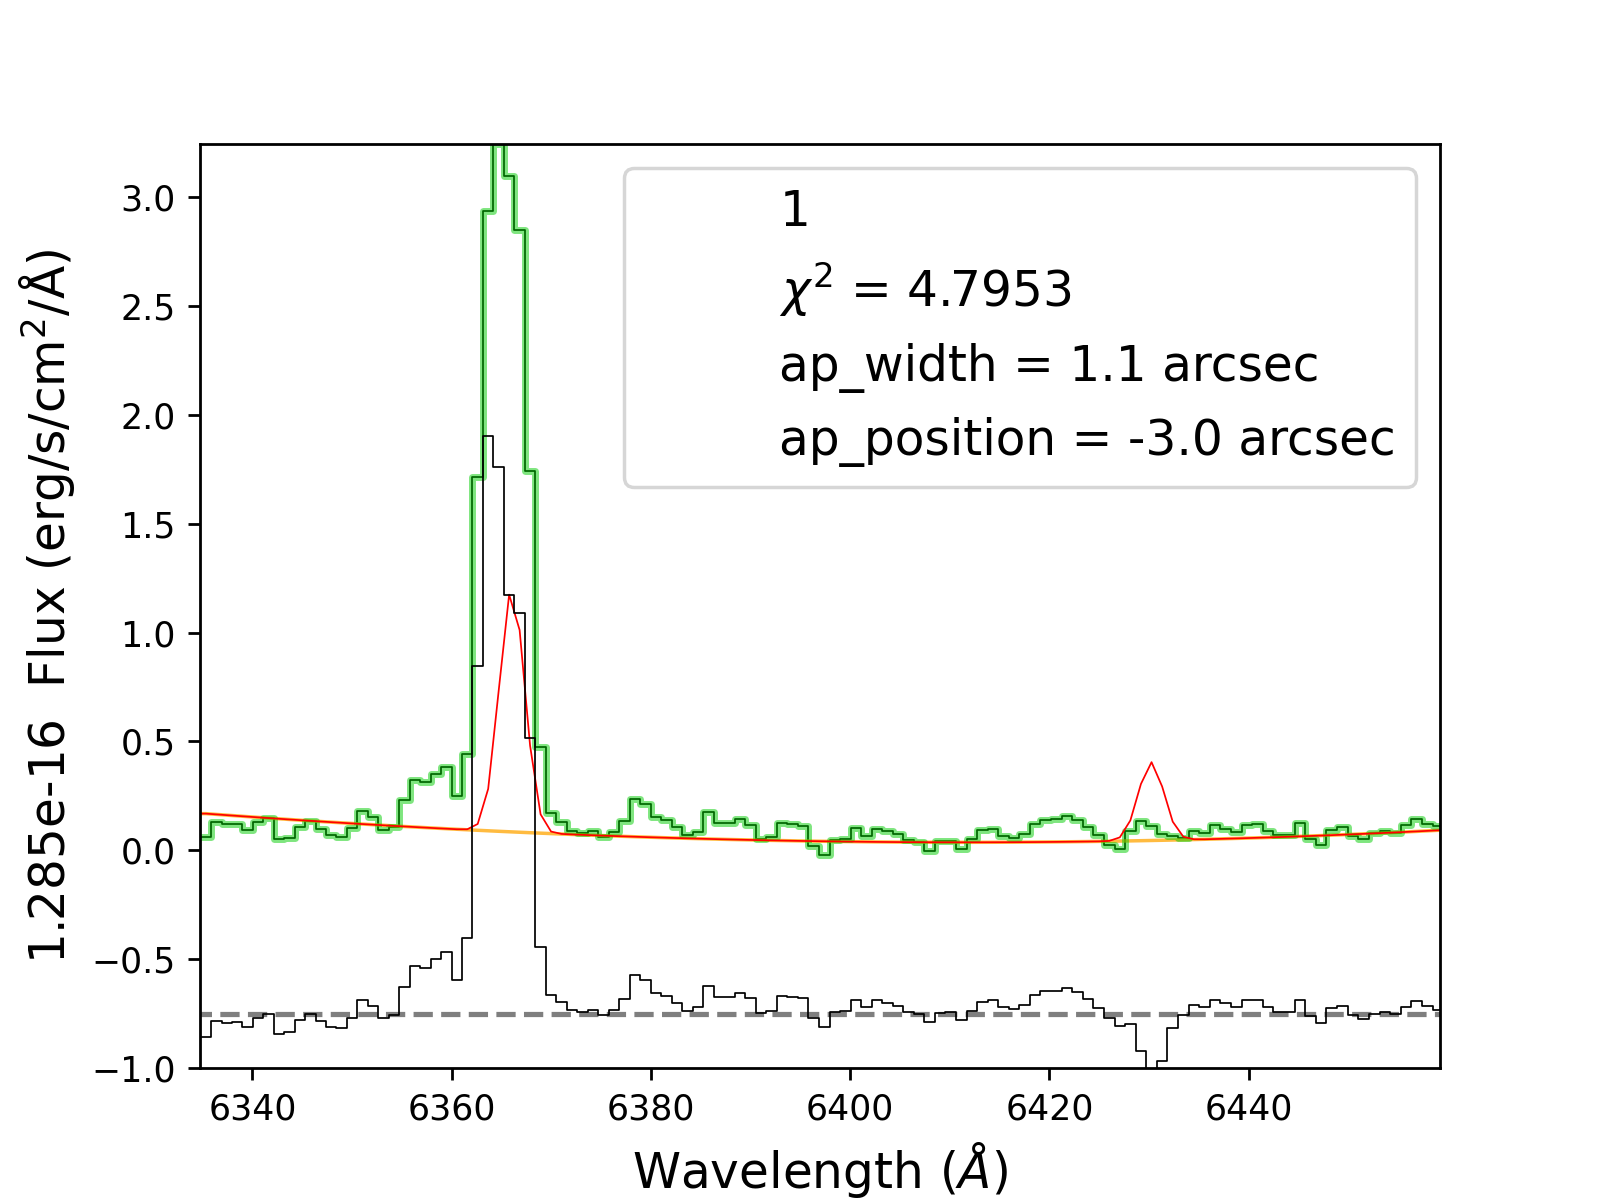 1
χ² = 4.7953
ap_width = 1.1 arcsec
ap_position = -3.0 arcsec
3.0
2.5
2.0
1.5
1.0
0.5
0.0
−0.5
−1.0
1.285e-16 Flux (erg/s/cm²/Å)
6340 6360 6380 6400 6420 6440
Wavelength (Å)